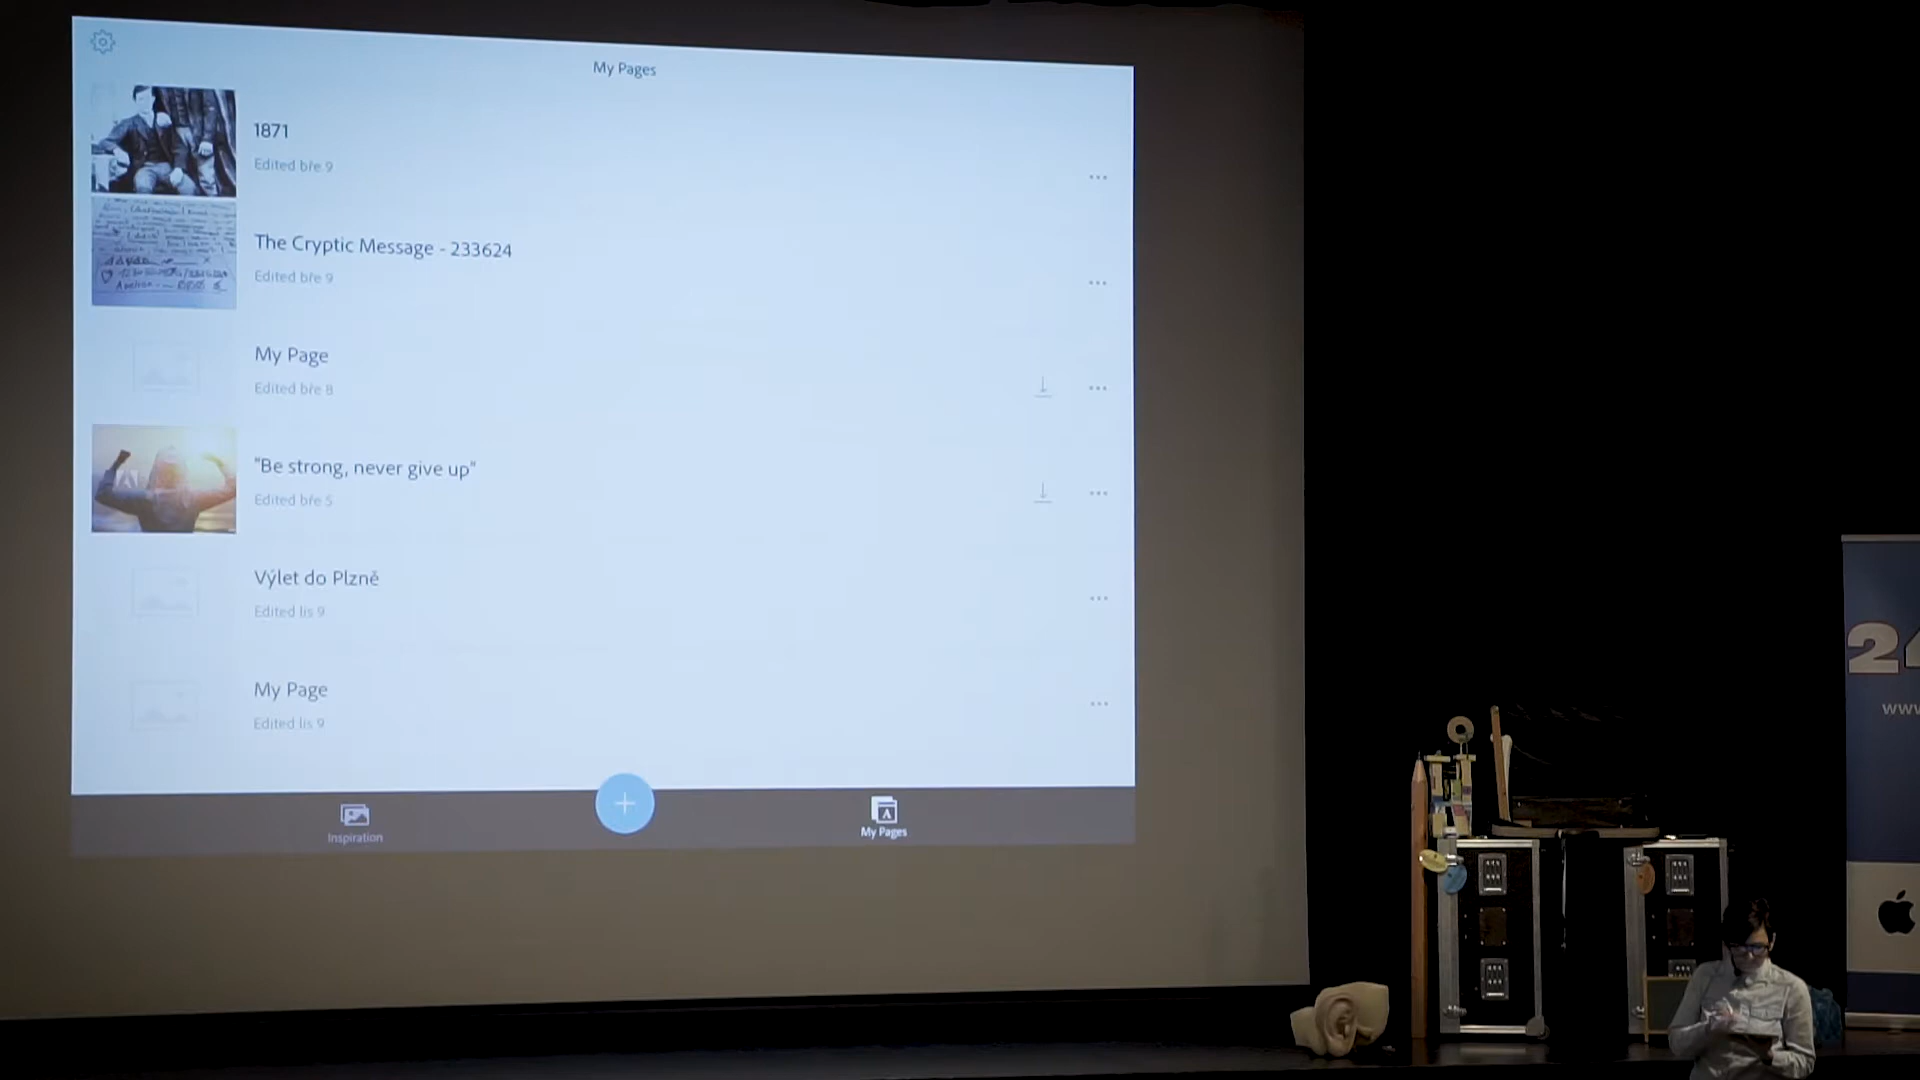 My Pages
1871
Edited bře 9
The Cryptic Message - 233624
Edited bře 9
My Page
Edited bře 8
"Be strong, never give up"
Edited bře 5
Výlet do Plzně
Edited lis 9
My Page
Edited lis 9
Inspiration
My Pages
24
www